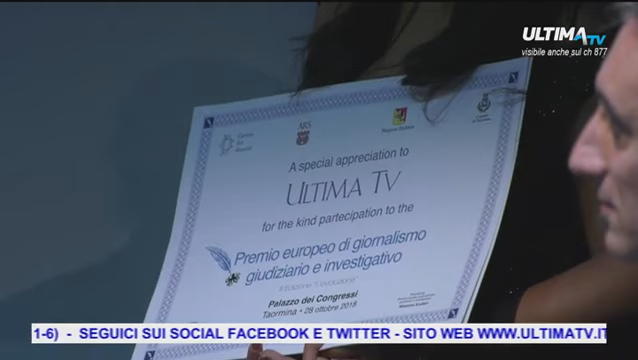 ULTIMATV
visibile anche sul ch 877
ARS
A special appreciation to
ULTIMA TV
for the kind partecipation to the
Premio europeo di giornalismo
giudiziario e investigativo
Palazzo dei Congressi
Taormina • 28 ottobre 2018
1-6) - SEGUICI SUI SOCIAL FACEBOOK E TWITTER - SITO WEB WWW.ULTIMATV.IT